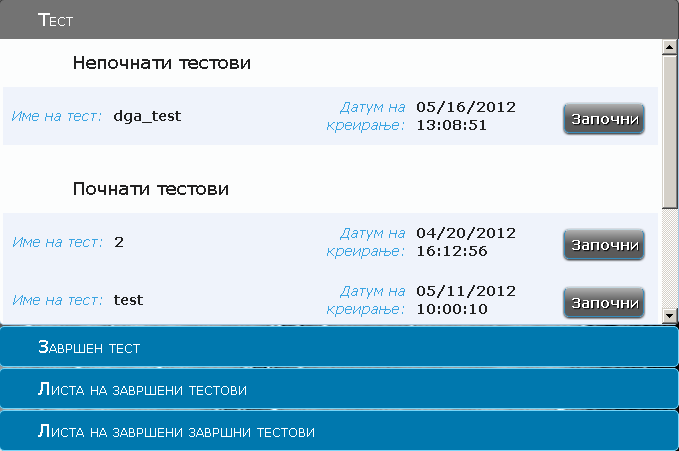 Тест
Непочнати тестови
Име на тест: dga_test Датум на креирање: 05/16/2012 13:08:51 Започни
Почнати тестови
Име на тест: 2 Датум на креирање: 04/20/2012 16:12:56 Започни
Име на тест: test Датум на креирање: 05/11/2012 10:00:10 Започни
Завршен тест
Листа на завршени тестови
Листа на завршени завршни тестови